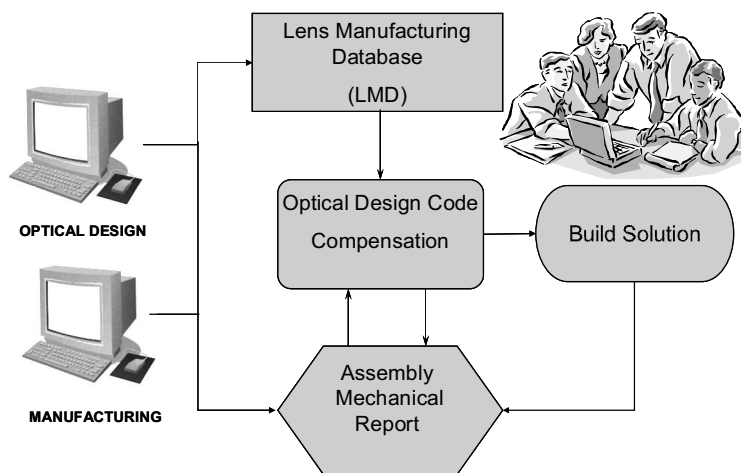 Lens Manufacturing
Database
(LMD)
OPTICAL DESIGN
Optical Design Code
Compensation
Build Solution
MANUFACTURING
Assembly
Mechanical
Report